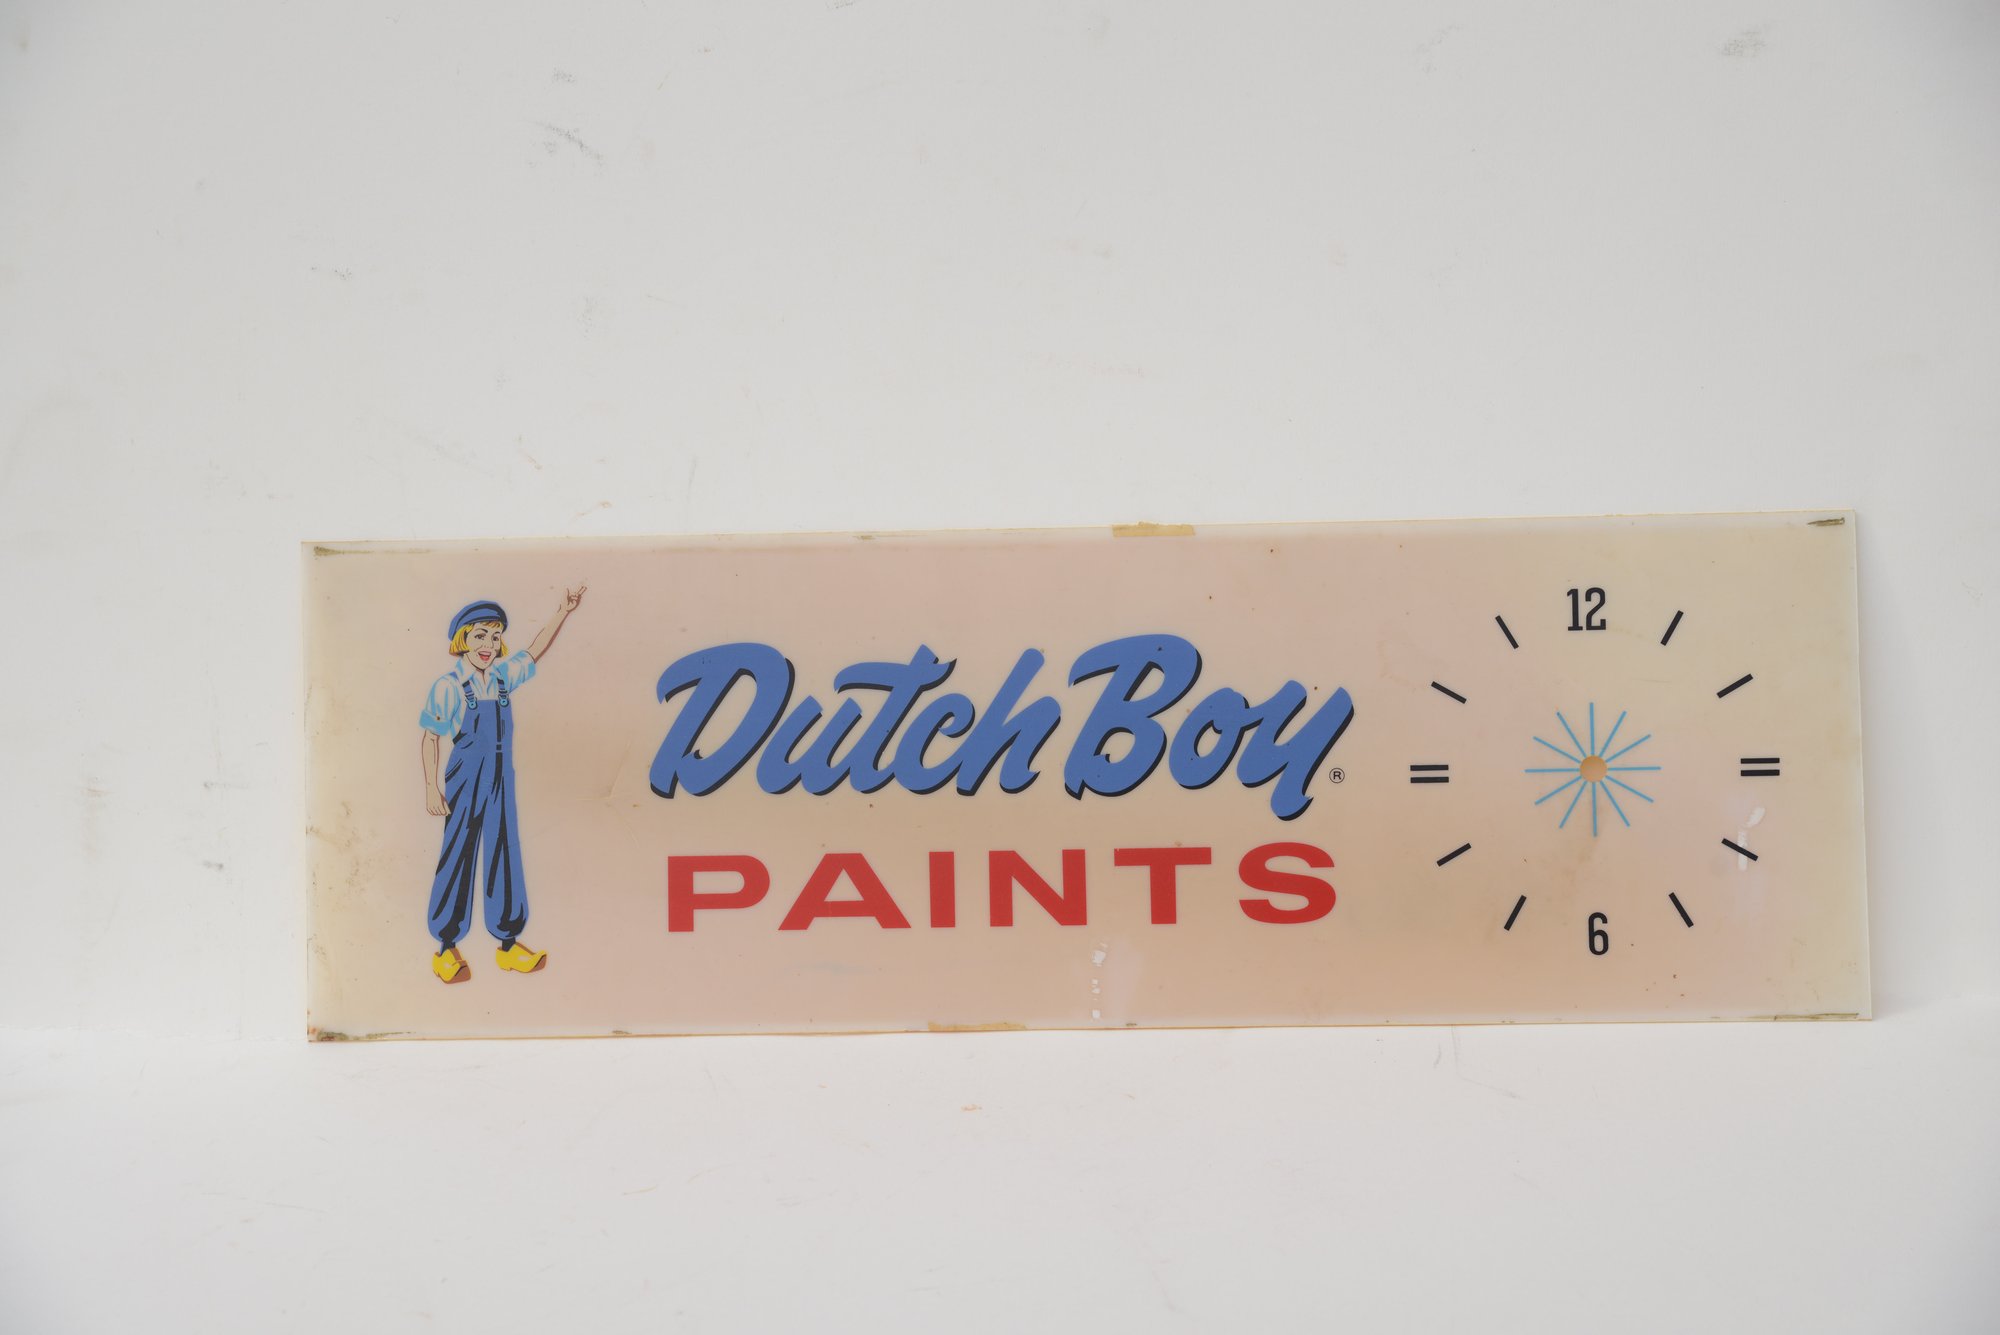 Dutch Boy ®
PAINTS
12
6